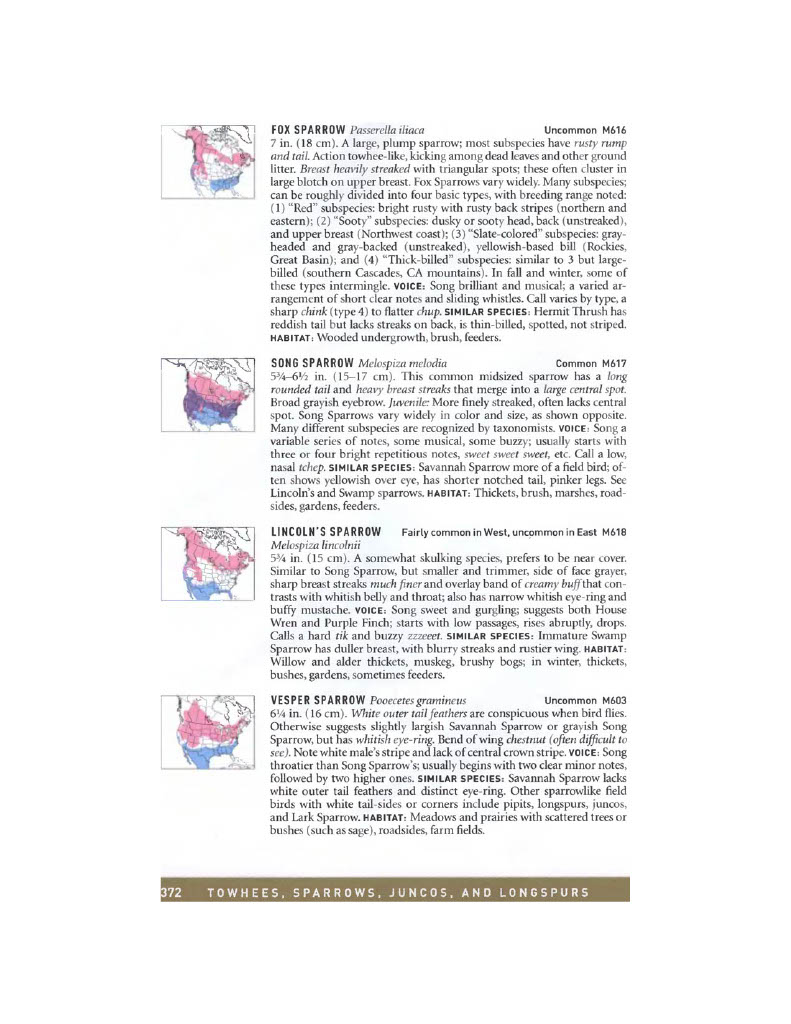 FOX SPARROW Passerella iliaca Uncommon M616
7 in. (18 cm). A large, plump sparrow; most subspecies have rusty rump
and tail. Action towhee-like, kicking among dead leaves and other ground
litter. Breast heavily streaked with triangular spots; these often cluster in
large blotch on upper breast. Fox Sparrows vary widely. Many subspecies;
can be roughly divided into four basic types, with breeding range noted:
(1) “Red” subspecies: bright rusty with rusty back stripes (northern and
eastern); (2) “Sooty” subspecies: dusky or sooty head, back (unstreaked),
and upper breast (Northwest coast); (3) “Slate-colored” subspecies: gray-
headed and gray-backed (unstreaked), yellowish-based bill (Rockies,
Great Basin); and (4) “Thick-billed” subspecies: similar to 3 but large-
billed (southern Cascades, CA mountains). In fall and winter, some of
these types intermingle. VOICE: Song brilliant and musical; a varied ar-
rangement of short clear notes and sliding whistles. Call varies by type, a
sharp chink (type 4) to flatter chup. SIMILAR SPECIES: Hermit Thrush has
reddish tail but lacks streaks on back, is thin-billed, spotted, not striped.
HABITAT: Wooded undergrowth, brush, feeders.
SONG SPARROW Melospiza melodia Common M617
5¾–6½ in. (15–17 cm). This common midsized sparrow has a long
rounded tail and heavy breast streaks that merge into a large central spot.
Broad grayish eyebrow. Juvenile: More finely streaked, often lacks central
spot. Song Sparrows vary widely in color and size, as shown opposite.
Many different subspecies are recognized by taxonomists. VOICE: Song a
variable series of notes, some musical, some buzzy; usually starts with
three or four bright repetitious notes, sweet sweet sweet, etc. Call a low,
nasal tchep. SIMILAR SPECIES: Savannah Sparrow more of a field bird; of-
ten shows yellowish over eye, has shorter notched tail, pinker legs. See
Lincoln's and Swamp sparrows. HABITAT: Thickets, brush, marshes, road-
sides, gardens, feeders.
LINCOLN'S SPARROW Fairly common in West, uncommon in East M618
Melospiza lincolnii
5¾ in. (15 cm). A somewhat skulking species, prefers to be near cover.
Similar to Song Sparrow, but smaller and trimmer, side of face grayer,
sharp breast streaks much finer and overlay band of creamy buff that con-
trasts with whitish belly and throat; also has narrow whitish eye-ring and
buffy mustache. VOICE: Song sweet and gurgling; suggests both House
Wren and Purple Finch; starts with low passages, rises abruptly, drops.
Calls a hard tik and buzzy zzzeeet. SIMILAR SPECIES: Immature Swamp
Sparrow has duller breast, with blurry streaks and rustier wing. HABITAT:
Willow and alder thickets, muskeg, brushy bogs; in winter, thickets,
bushes, gardens, sometimes feeders.
VESPER SPARROW Pooecetes gramineus Uncommon M603
6¼ in. (16 cm). White outer tail feathers are conspicuous when bird flies.
Otherwise suggests slightly largish Savannah Sparrow or grayish Song
Sparrow, but has whitish eye-ring. Bend of wing chestnut (often difficult to
see). Note white male's stripe and lack of central crown stripe. VOICE: Song
throatier than Song Sparrow's; usually begins with two clear minor notes,
followed by two higher ones. SIMILAR SPECIES: Savannah Sparrow lacks
white outer tail feathers and distinct eye-ring. Other sparrowlike field
birds with white tail-sides or corners include pipits, longspurs, juncos,
and Lark Sparrow. HABITAT: Meadows and prairies with scattered trees or
bushes (such as sage), roadsides, farm fields.
372 TOWHEES, SPARROWS, JUNCOS, AND LONGSPURS